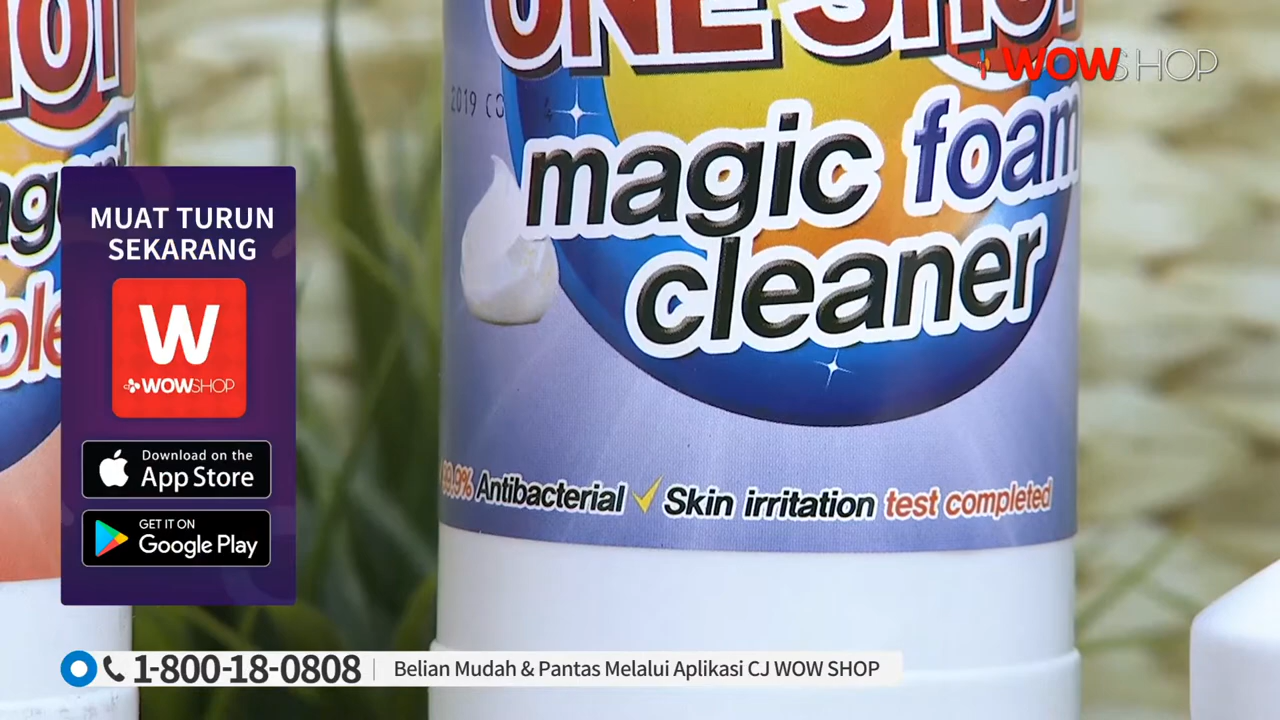 ONE SHOT
WOWSHOP
2019
magic foam
cleaner
99.9% Antibacterial ✓ Skin irritation test completed
MUAT TURUN
SEKARANG
W
WOWSHOP
Download on the
App Store
GET IT ON
Google Play
1-800-18-0808 | Belian Mudah & Pantas Melalui Aplikasi CJ WOW SHOP